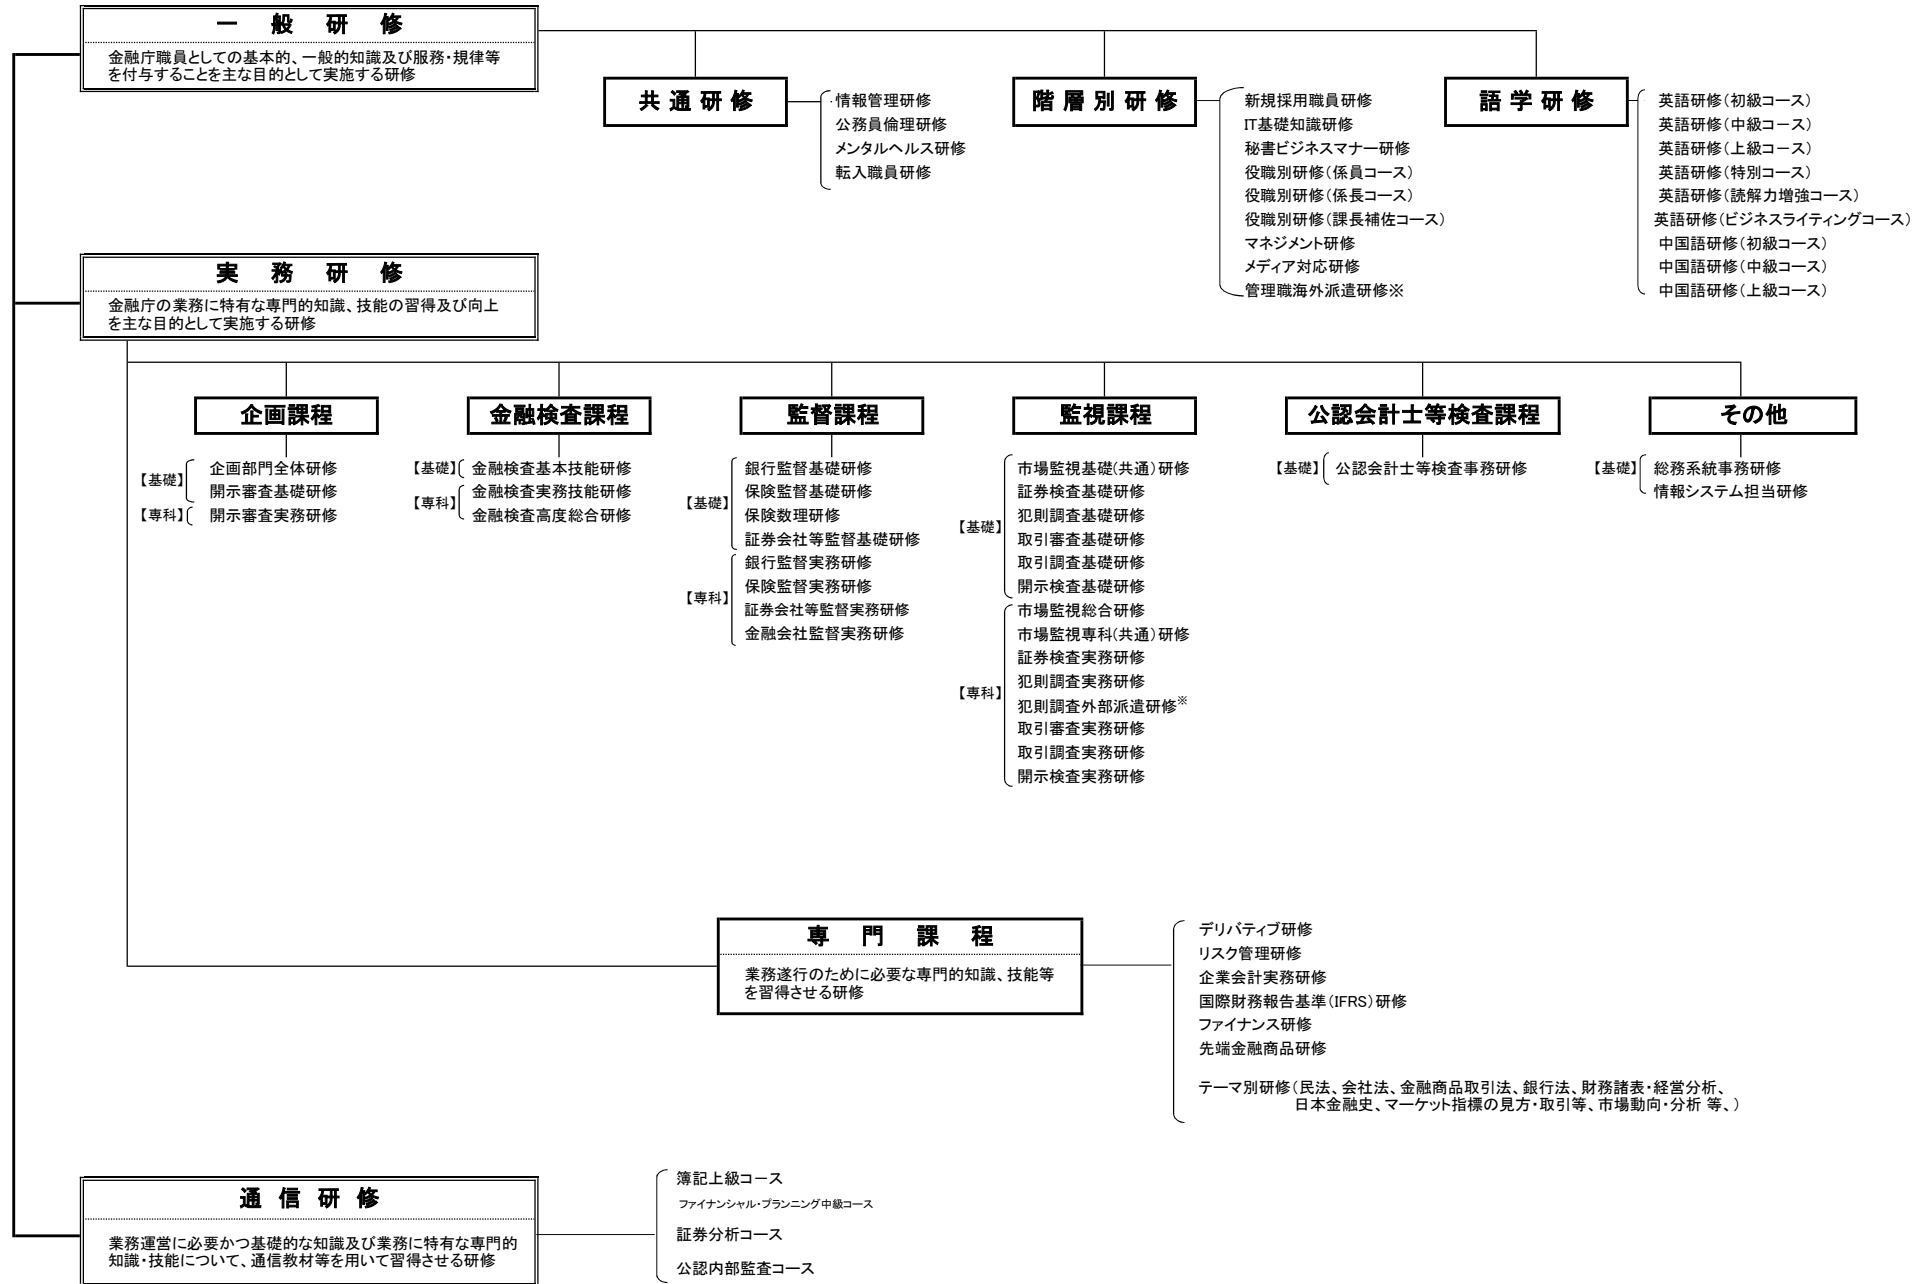 一 般 研 修
金融庁職員としての基本的、一般的知識及び服務・規律等
を付与することを主な目的として実施する研修
共 通 研 修
情報管理研修
公務員倫理研修
メンタルヘルス研修
転入職員研修
階 層 別 研 修
新規採用職員研修
IT基礎知識研修
秘書ビジネスマナー研修
役職別研修(係員コース)
役職別研修(係長コース)
役職別研修(課長補佐コース)
マネジメント研修
メディア対応研修
管理職海外派遣研修※
語 学 研 修
英語研修(初級コース)
英語研修(中級コース)
英語研修(上級コース)
英語研修(特別コース)
英語研修(読解力増強コース)
英語研修(ビジネスライティングコース)
中国語研修(初級コース)
中国語研修(中級コース)
中国語研修(上級コース)
実 務 研 修
金融庁の業務に特有な専門的知識、技能の習得及び向上
を主な目的として実施する研修
企画課程
【基礎】
企画部門全体研修
開示審査基礎研修
【専科】
開示審査実務研修
金融検査課程
【基礎】
金融検査基本技能研修
【専科】
金融検査実務技能研修
金融検査高度総合研修
監督課程
【基礎】
銀行監督基礎研修
保険監督基礎研修
保険数理研修
証券会社等監督基礎研修
【専科】
銀行監督実務研修
保険監督実務研修
証券会社等監督実務研修
金融会社監督実務研修
監視課程
【基礎】
市場監視基礎(共通)研修
証券検査基礎研修
犯則調査基礎研修
取引審査基礎研修
取引調査基礎研修
開示検査基礎研修
【専科】
市場監視総合研修
市場監視専科(共通)研修
証券検査実務研修
犯則調査実務研修
犯則調査外部派遣研修※
取引審査実務研修
取引調査実務研修
開示検査実務研修
公認会計士等検査課程
【基礎】
公認会計士等検査事務研修
その他
【基礎】
総務系統事務研修
情報システム担当研修
専 門 課 程
業務遂行のために必要な専門的知識、技能等
を習得させる研修
デリバティブ研修
リスク管理研修
企業会計実務研修
国際財務報告基準(IFRS)研修
ファイナンス研修
先端金融商品研修
テーマ別研修(民法、会社法、金融商品取引法、銀行法、財務諸表・経営分析、
日本金融史、マーケット指標の見方・取引等、市場動向・分析 等、)
通 信 研 修
業務運営に必要かつ基礎的な知識及び業務に特有な専門的
知識・技能について、通信教材等を用いて習得させる研修
簿記上級コース
ファイナンシャル・プランニング中級コース
証券分析コース
公認内部監査コース